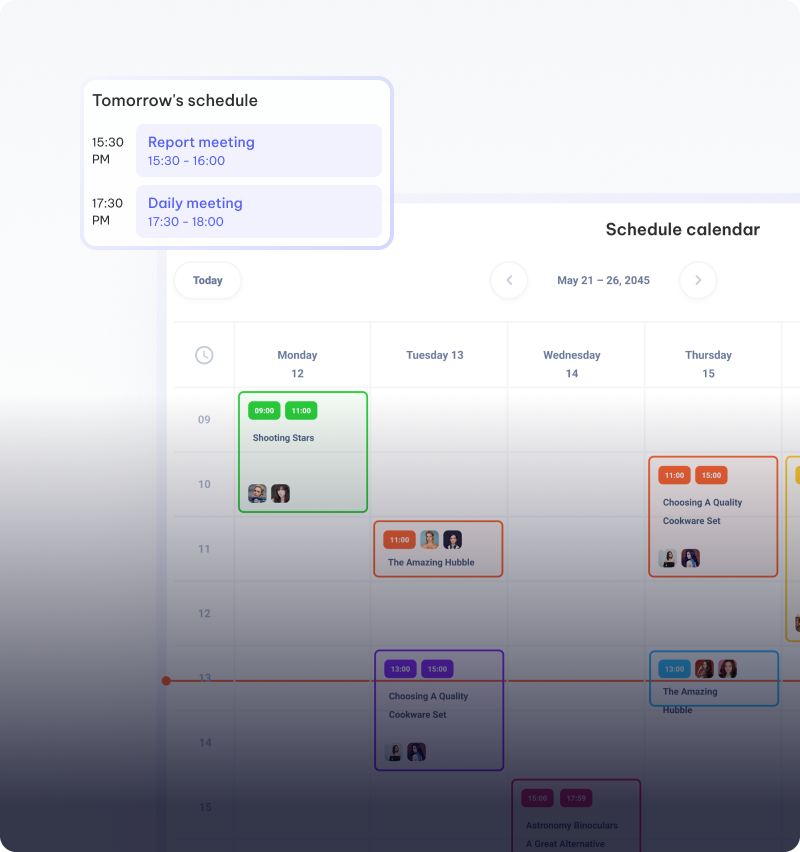 Tomorrow's schedule
15:30
PM
Report meeting
15:30 - 16:00
17:30
PM
Daily meeting
17:30 - 18:00
Schedule calendar
Today
May 21 – 26, 2045
Monday
12
Tuesday 13
Wednesday
14
Thursday
15
09
09:00 11:00
Shooting Stars
10
11:00 15:00
Choosing A Quality
Cookware Set
11
11:00
The Amazing Hubble
12
13
13:00 15:00
Choosing A Quality
Cookware Set
13:00
The Amazing
Hubble
14
15
15:00 17:59
Astronomy Binoculars
A Great Alternative